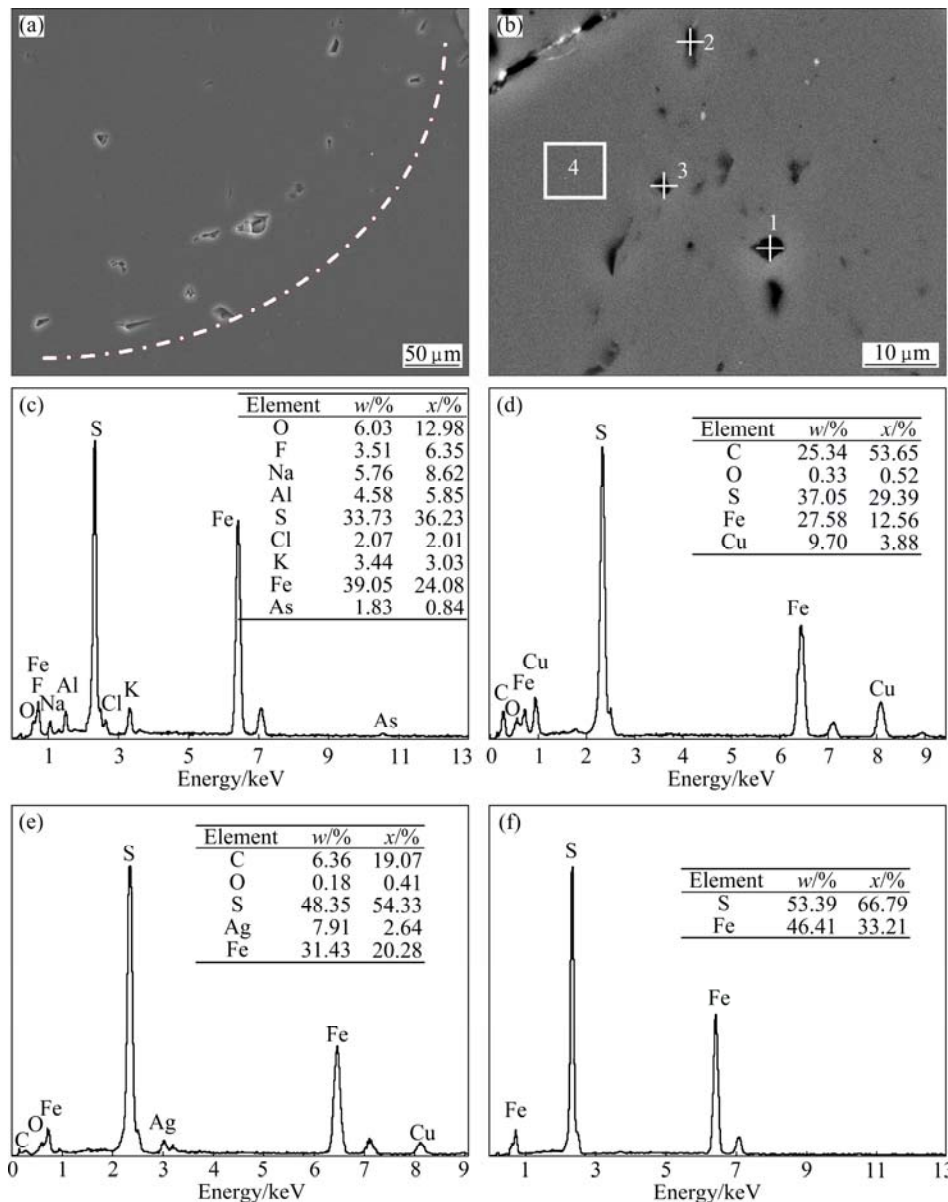 (a)
50 μm
(b)
2
4
3
1
10 μm
(c)
S
Fe
Element w/% x/%
O 6.03 12.98
F 3.51 6.35
Na 5.76 8.62
Al 4.58 5.85
S 33.73 36.23
Cl 2.07 2.01
K 3.44 3.03
Fe 39.05 24.08
As 1.83 0.84
Fe
F
O
Na
Al
Cl
K
As
1 3 5 7 9 11 13
Energy/keV
(d)
S
Element w/% x/%
C 25.34 53.65
O 0.33 0.52
S 37.05 29.39
Fe 27.58 12.56
Cu 9.70 3.88
Fe
Cu
Fe
C
O
Cu
0 1 2 3 4 5 6 7 8 9
Energy/keV
(e)
S
Element w/% x/%
C 6.36 19.07
O 0.18 0.41
S 48.35 54.33
Ag 7.91 2.64
Fe 31.43 20.28
Fe
Fe
O
C
Ag
Cu
0 1 2 3 4 5 6 7 8 9
Energy/keV
(f)
S
Element w/% x/%
S 53.39 66.79
Fe 46.41 33.21
Fe
Fe
1 3 5 7 9 11 13
Energy/keV